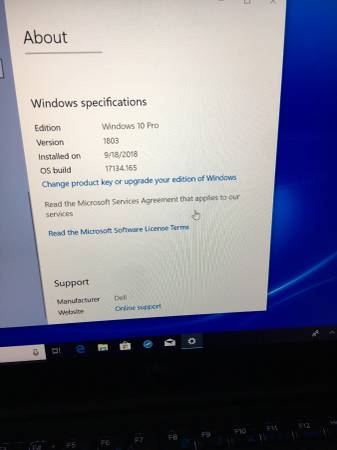 About
Windows specifications
Edition Windows 10 Pro
Version 1803
Installed on 9/18/2018
OS build 17134.165
Change product key or upgrade your edition of Windows
Read the Microsoft Services Agreement that applies to our
services
Read the Microsoft Software License Terms
Support
Manufacturer Dell
Website Online support
F5 F6 F7 F8 F9 F10 F11 F12